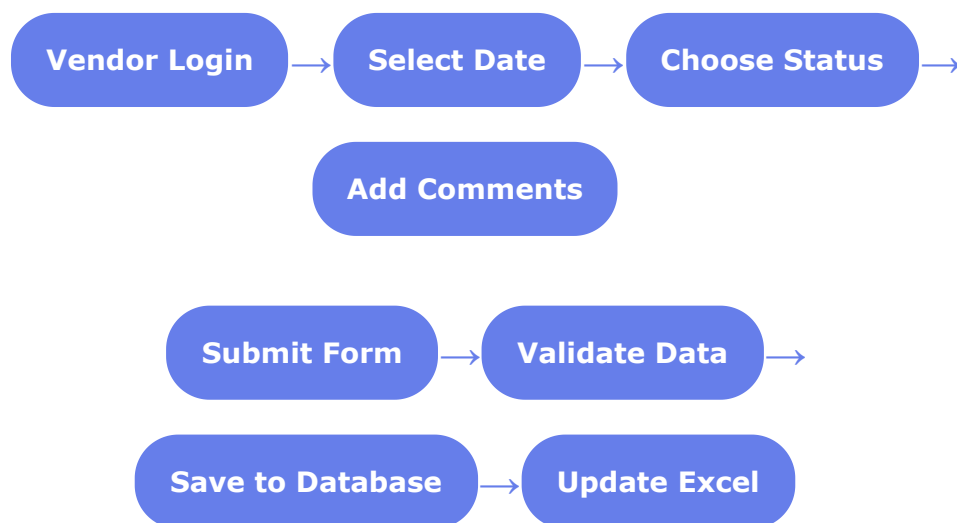 Vendor Login → Select Date → Choose Status →
Add Comments
Submit Form → Validate Data →
Save to Database → Update Excel